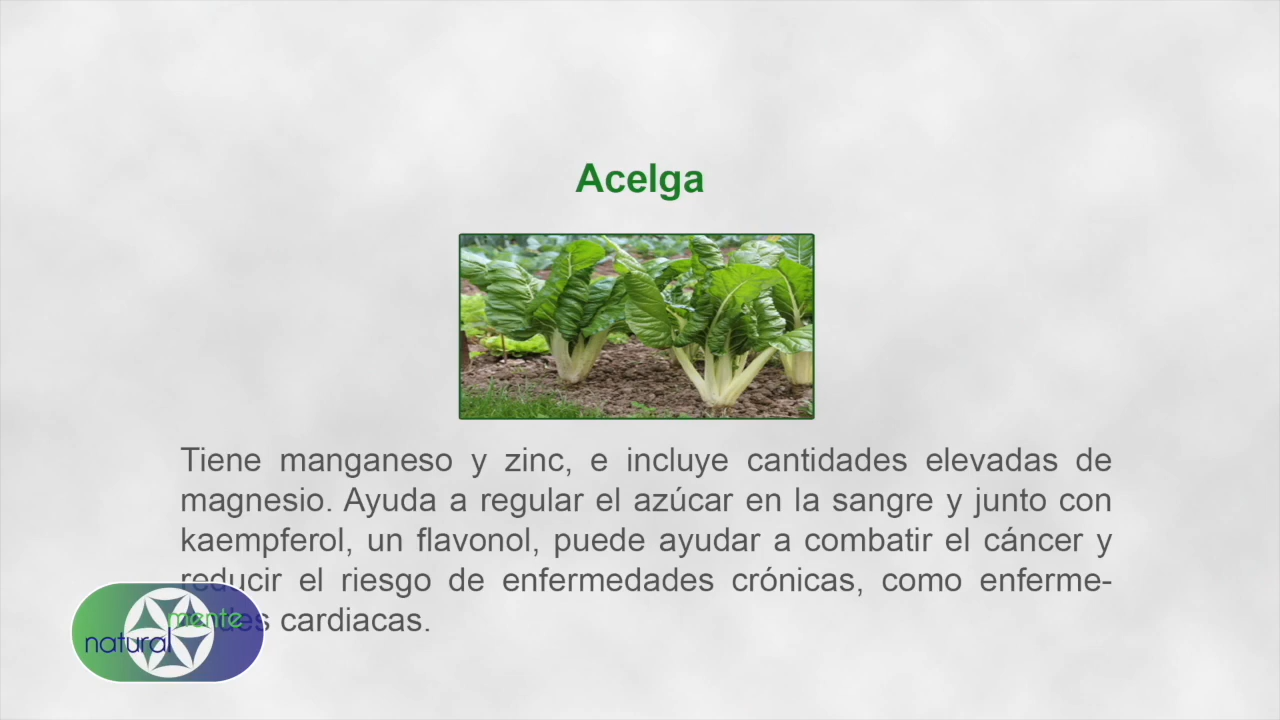 Acelga
Tiene manganeso y zinc, e incluye cantidades elevadas de
magnesio. Ayuda a regular el azúcar en la sangre y junto con
kaempferol, un flavonol, puede ayudar a combatir el cáncer y
reducir el riesgo de enfermedades crónicas, como enferme-
dades cardiacas.
mente
natural